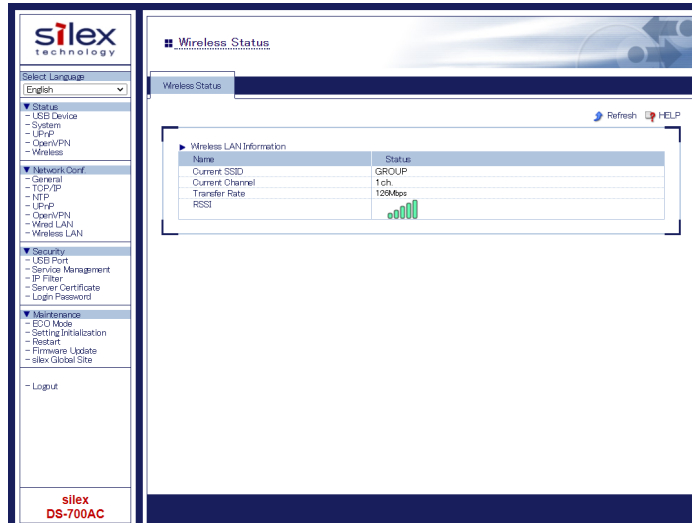 silex
technology
Select Language
English
▼ Status
- USB Device
- System
- UPnP
- OpenVPN
- Wireless
▼ Network Conf.
- General
- TCP/IP
- NTP
- UPnP
- OpenVPN
- Wired LAN
- Wireless LAN
▼ Security
- USB Port
- Service Management
- IP Filter
- Server Certificate
- Login Password
▼ Maintenance
- ECO Mode
- Setting Initialization
- Restart
- Firmware Update
- silex Global Site
- Logout
silex
DS-700AC
Wireless Status
Wireless Status
Refresh HELP
Wireless LAN Information
Name Status
Current SSID GROUP
Current Channel 1 ch.
Transfer Rate 126Mbps
RSSI